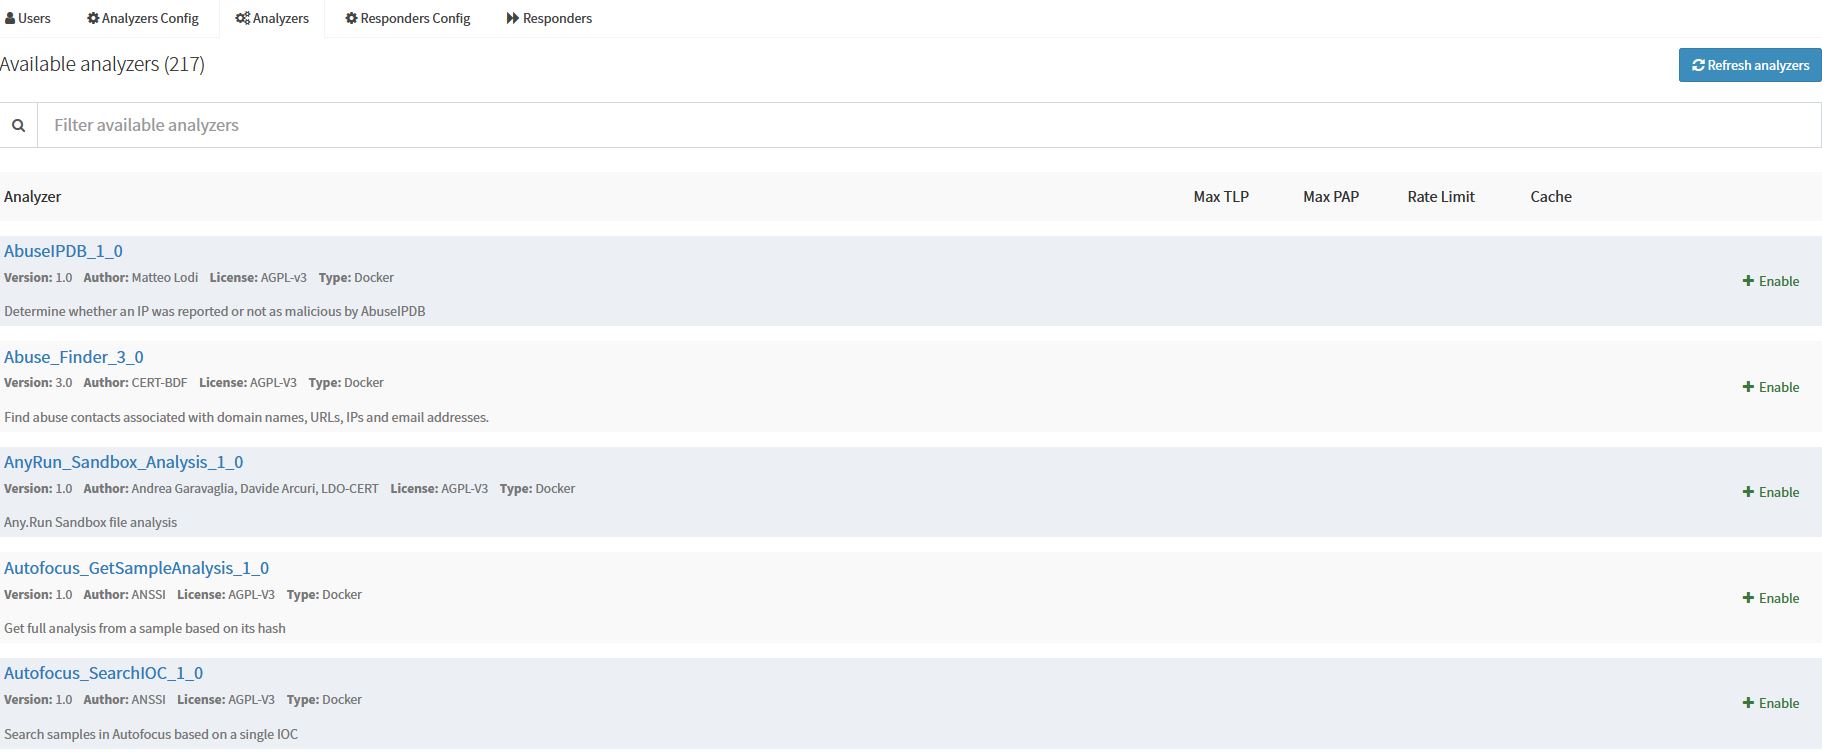 Users Analyzers Config Analyzers Responders Config Responders
Available analyzers (217) Refresh analyzers
Filter available analyzers
Analyzer Max TLP Max PAP Rate Limit Cache
AbuseIPDB_1_0
Version: 1.0 Author: Matteo Lodi License: AGPL-v3 Type: Docker
Enable
Determine whether an IP was reported or not as malicious by AbuseIPDB
Abuse_Finder_3_0
Version: 3.0 Author: CERT-BDF License: AGPL-V3 Type: Docker
Enable
Find abuse contacts associated with domain names, URLs, IPs and email addresses.
AnyRun_Sandbox_Analysis_1_0
Version: 1.0 Author: Andrea Garavaglia, Davide Arcuri, LDO-CERT License: AGPL-V3 Type: Docker
Enable
Any.Run Sandbox file analysis
Autofocus_GetSampleAnalysis_1_0
Version: 1.0 Author: ANSSI License: AGPL-V3 Type: Docker
Enable
Get full analysis from a sample based on its hash
Autofocus_SearchIOC_1_0
Version: 1.0 Author: ANSSI License: AGPL-V3 Type: Docker
Enable
Search samples in Autofocus based on a single IOC